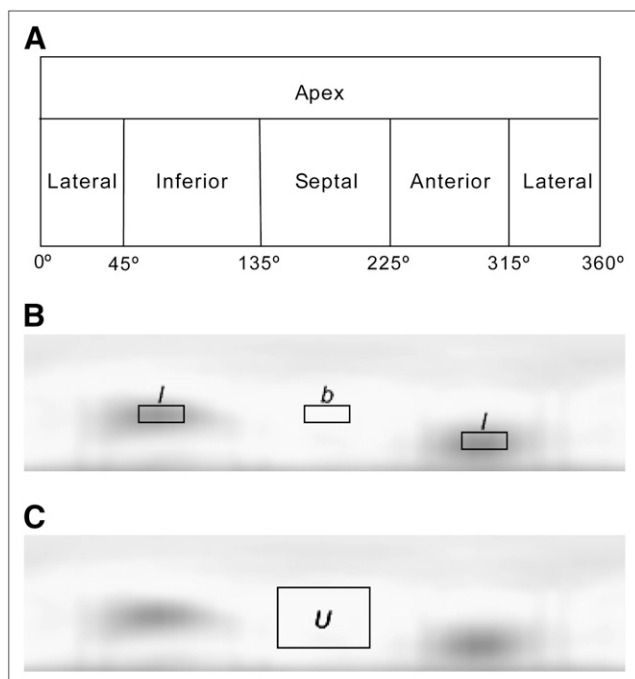 A
Apex
Lateral Inferior Septal Anterior Lateral
0º 45º 135º 225º 315º 360º
B
l b l
C
U